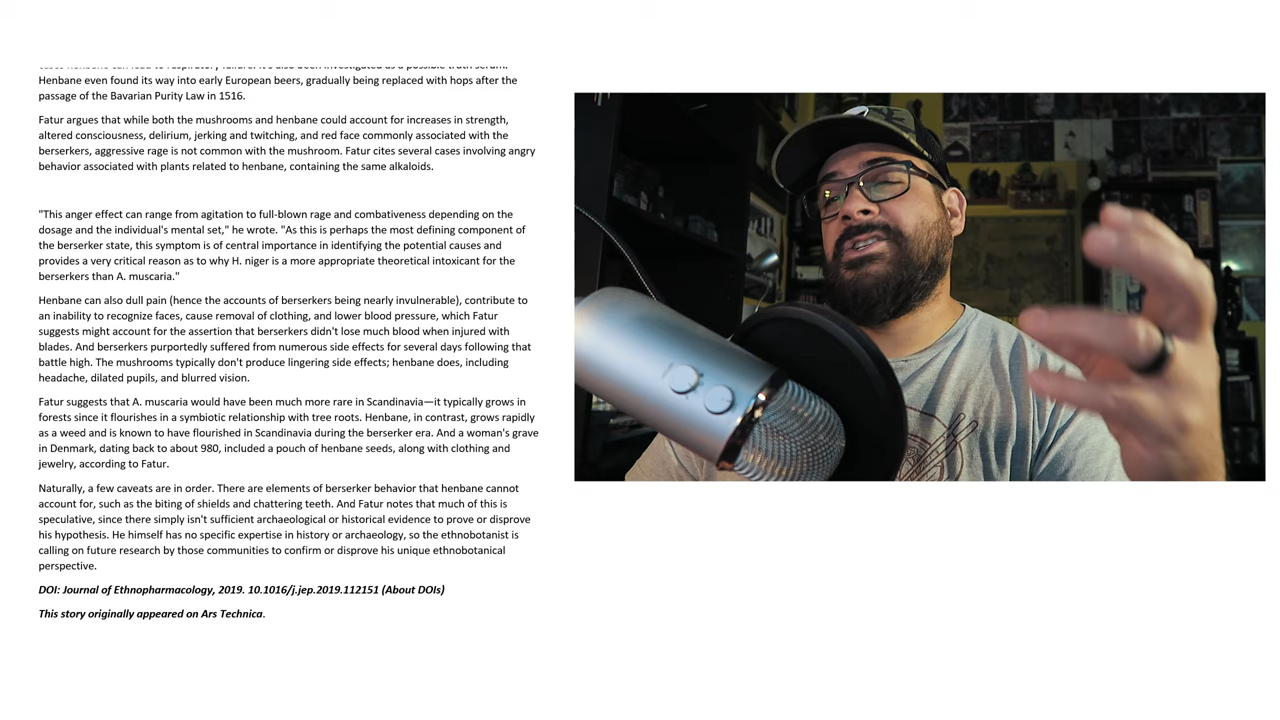 Henbane even found its way into early European beers, gradually being replaced with hops after the
passage of the Bavarian Purity Law in 1516.
Fatur argues that while both the mushrooms and henbane could account for increases in strength,
altered consciousness, delirium, jerking and twitching, and red face commonly associated with the
berserkers, aggressive rage is not common with the mushroom. Fatur cites several cases involving angry
behavior associated with plants related to henbane, containing the same alkaloids.
"This anger effect can range from agitation to full-blown rage and combativeness depending on the
dosage and the individual's mental set," he wrote. "As this is perhaps the most defining component of
the berserker state, this symptom is of central importance in identifying the potential causes and
provides a very critical reason as to why H. niger is a more appropriate theoretical intoxicant for the
berserkers than A. muscaria."
Henbane can also dull pain (hence the accounts of berserkers being nearly invulnerable), contribute to
an inability to recognize faces, cause removal of clothing, and lower blood pressure, which Fatur
suggests might account for the assertion that berserkers didn't lose much blood when injured with
blades. And berserkers purportedly suffered from numerous side effects for several days following that
battle high. The mushrooms typically don't produce lingering side effects; henbane does, including
headache, dilated pupils, and blurred vision.
Fatur suggests that A. muscaria would have been much more rare in Scandinavia—it typically grows in
forests since it flourishes in a symbiotic relationship with tree roots. Henbane, in contrast, grows rapidly
as a weed and is known to have flourished in Scandinavia during the berserker era. And a woman's grave
in Denmark, dating back to about 980, included a pouch of henbane seeds, along with clothing and
jewelry, according to Fatur.
Naturally, a few caveats are in order. There are elements of berserker behavior that henbane cannot
account for, such as the biting of shields and chattering teeth. And Fatur notes that much of this is
speculative, since there simply isn't sufficient archaeological or historical evidence to prove or disprove
his hypothesis. He himself has no specific expertise in history or archaeology, so the ethnobotanist is
calling on future research by those communities to confirm or disprove his unique ethnobotanical
perspective.
DOI: Journal of Ethnopharmacology, 2019. 10.1016/j.jep.2019.112151 (About DOIs)
This story originally appeared on Ars Technica.